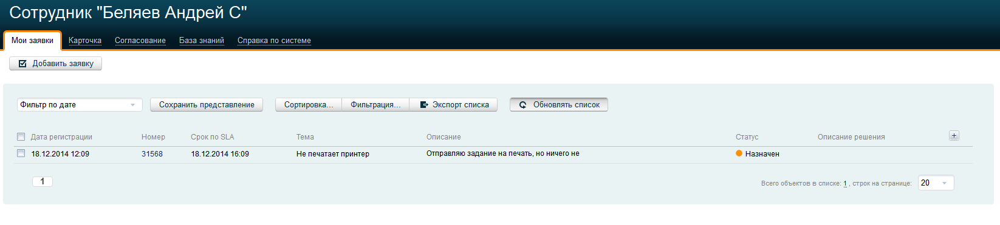 Сотрудник "Беляев Андрей С"
Мои заявки Карточка Согласование База знаний Справка по системе
Добавить заявку
Фильтр по дате Сохранить представление Сортировка... Фильтрация... Экспорт списка Обновлять список
Дата регистрации Номер Срок по SLA Тема Описание Статус Описание решения
18.12.2014 12:09 31568 18.12.2014 16:09 Не печатает принтер Отправляю задание на печать, но ничего не Назначен
1 Всего объектов в списке: 1 , строк на странице: 20